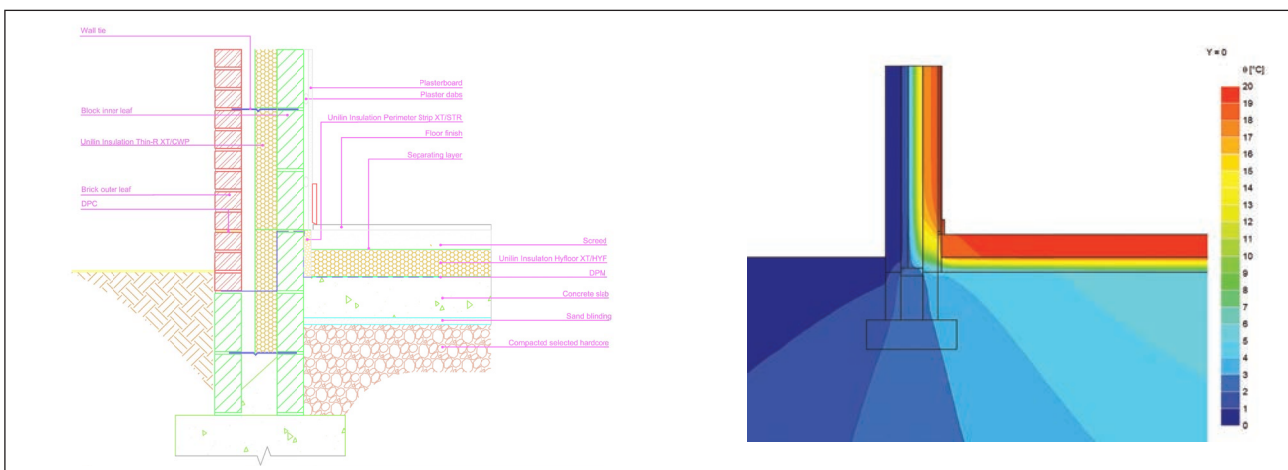 Wall tie
Block inner leaf
Unilin Insulation Thin-R XT/CWP
Brick outer leaf
DPC
Plasterboard
Plaster dabs
Unilin Insulation Perimeter Strip XT/STR
Floor finish
Separating layer
Screed
Unilin Insulation Hyfloor XT/HYF
DPM
Concrete slab
Sand blinding
Compacted selected hardcore
Y = 0
θ [°C]
20
19
18
17
16
15
14
13
12
11
10
9
8
7
6
5
4
3
2
1
0